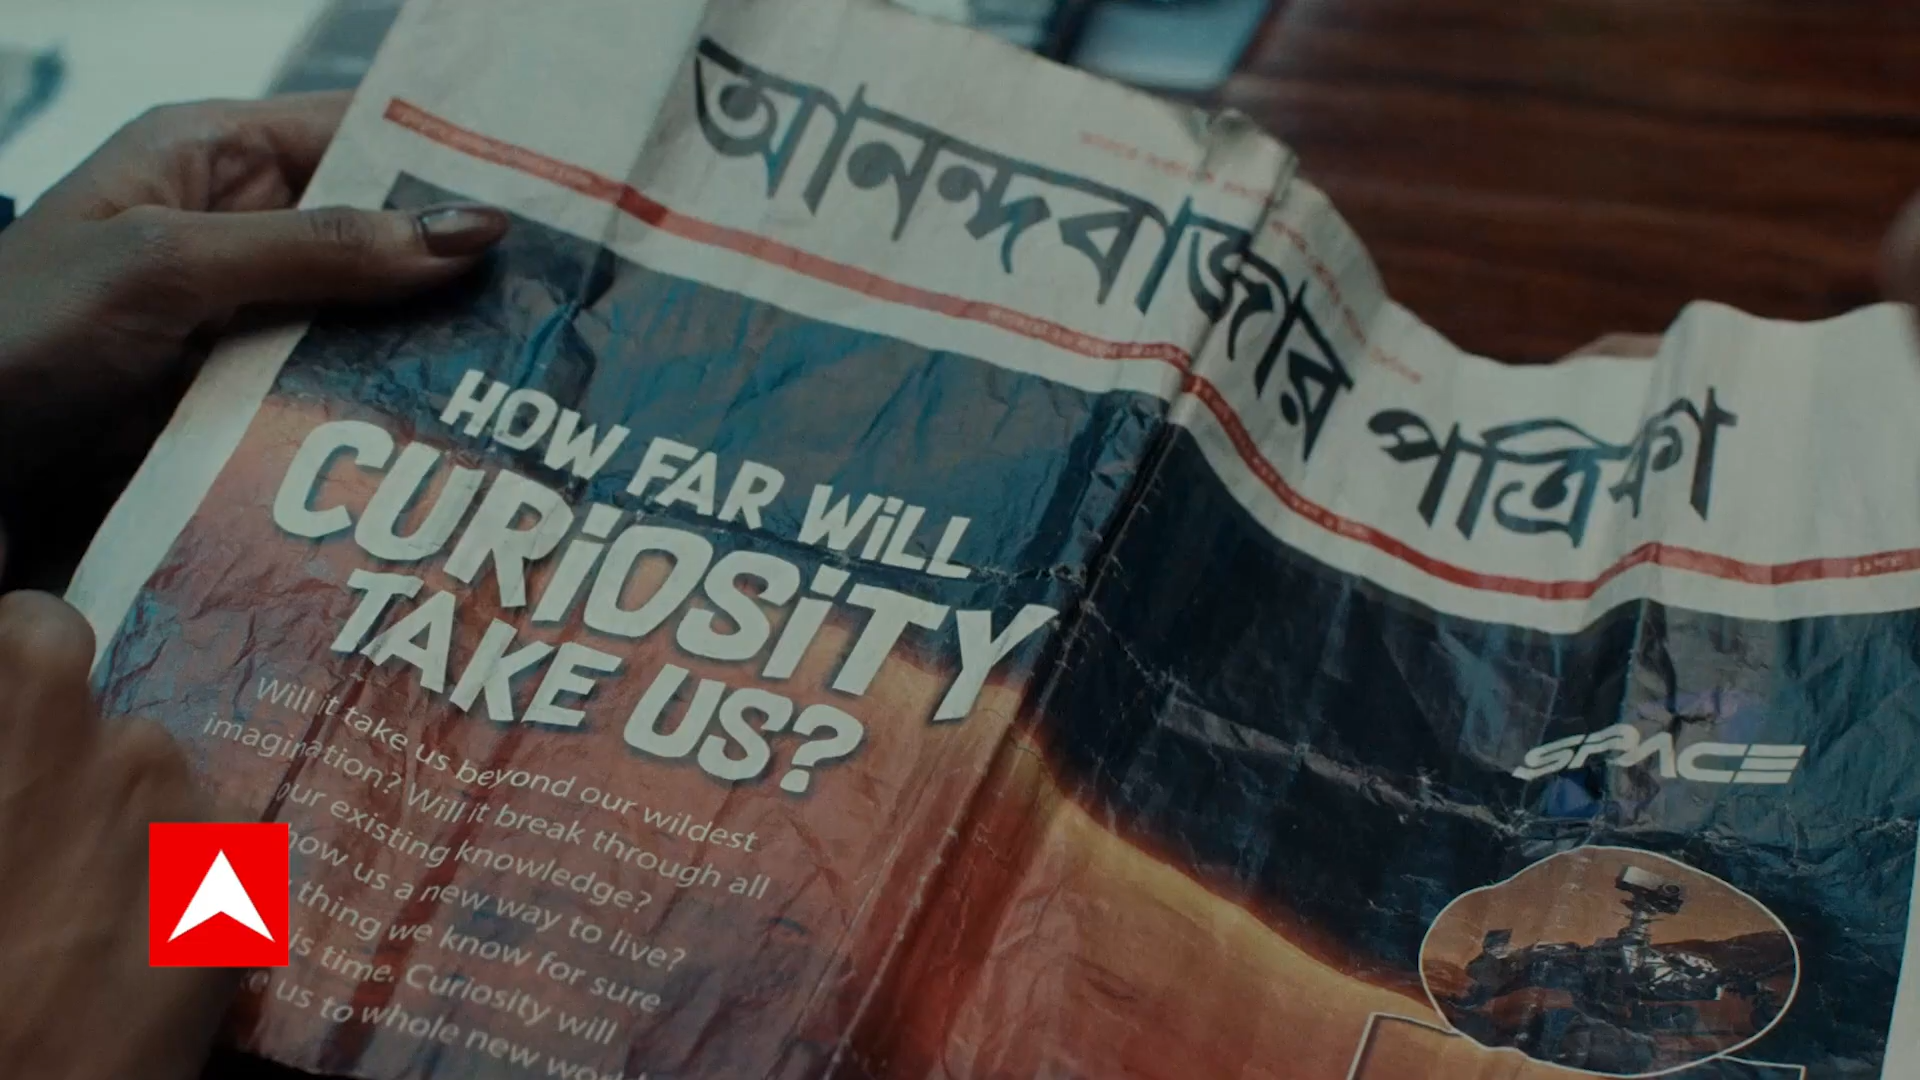 আনন্দবাজার পত্রিকা
HOW FAR WiLL
CURiOSiTY
TAKE US?
Will it take us beyond our wildest
imagination? Will it break through all
our existing knowledge?
us a new way to live?
thing we know for sure
is time. Curiosity will
us to whole new
SPACE